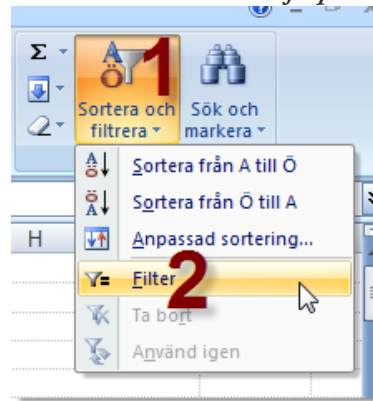 Σ
1
Sortera och filtrera
Sök och markera
Sortera från A till Ö
Sortera från Ö till A
H
Anpassad sortering...
Filter
2
Ta bort
Använd igen